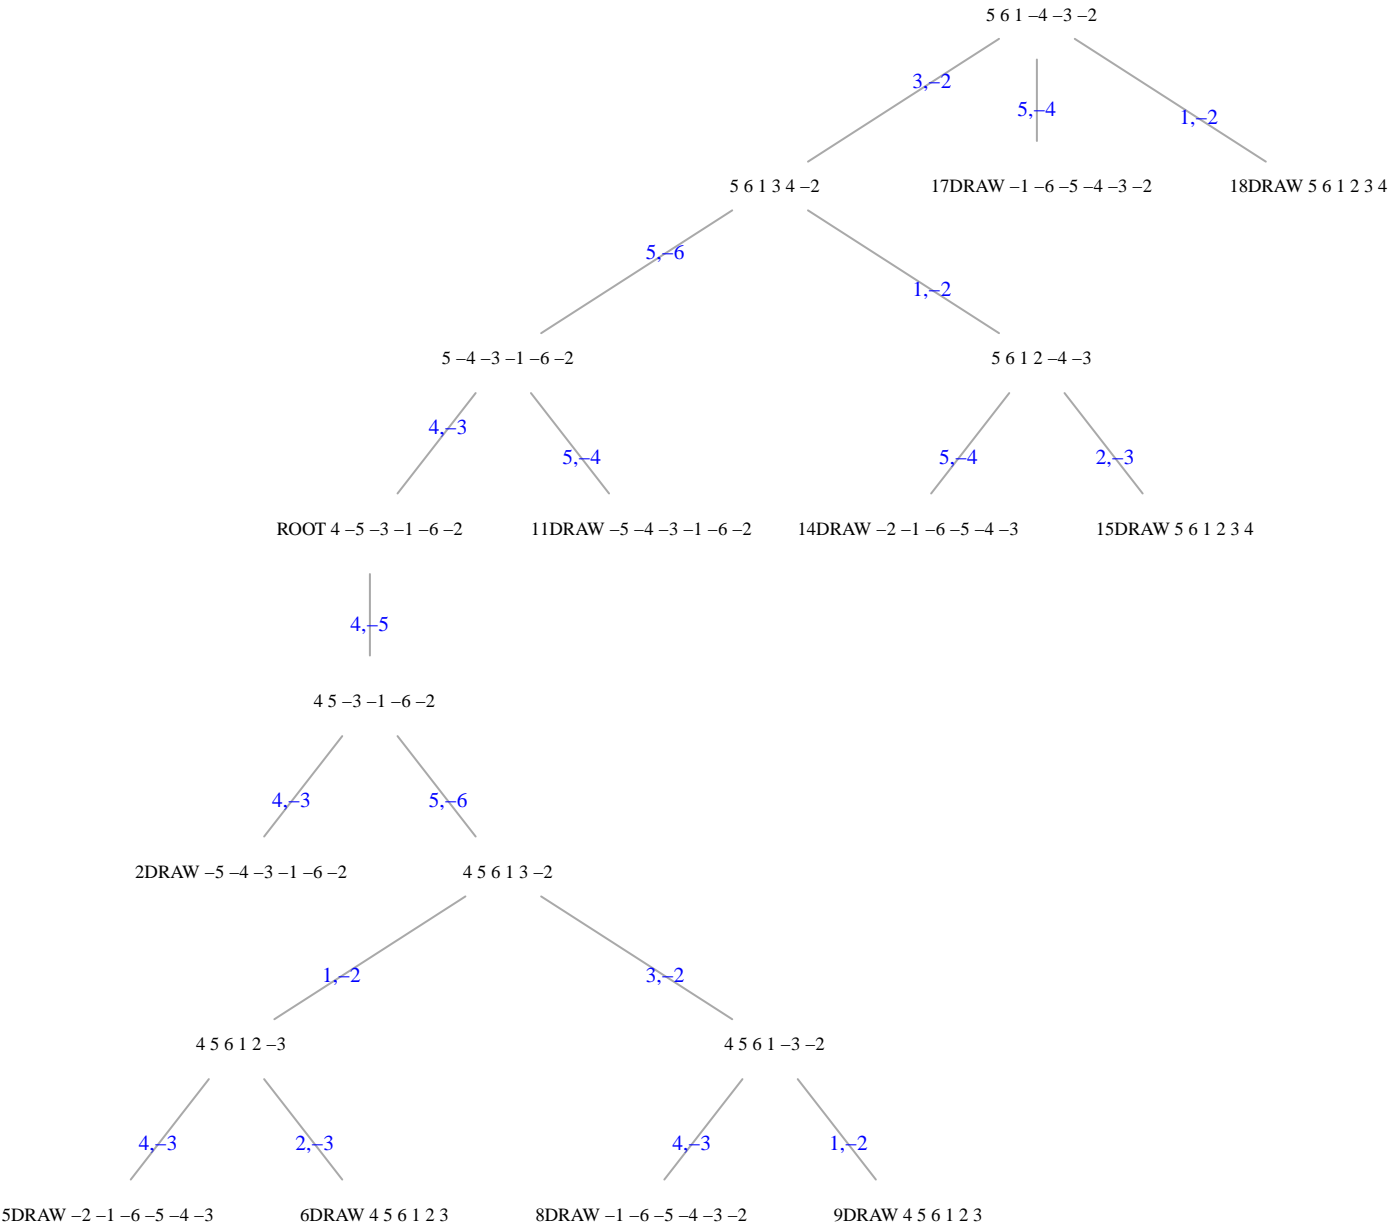 5 6 1 –4 –3 –2
3,–2
5,–4
1,–2
5 6 1 3 4 –2
17DRAW –1 –6 –5 –4 –3 –2
18DRAW 5 6 1 2 3 4
5,–6
1,–2
5 –4 –3 –1 –6 –2
5 6 1 2 –4 –3
4,–3
5,–4
5,–4
2,–3
ROOT 4 –5 –3 –1 –6 –2
11DRAW –5 –4 –3 –1 –6 –2
14DRAW –2 –1 –6 –5 –4 –3
15DRAW 5 6 1 2 3 4
4,–5
4 5 –3 –1 –6 –2
4,–3
5,–6
2DRAW –5 –4 –3 –1 –6 –2
4 5 6 1 3 –2
1,–2
3,–2
4 5 6 1 2 –3
4 5 6 1 –3 –2
4,–3
2,–3
4,–3
1,–2
5DRAW –2 –1 –6 –5 –4 –3
6DRAW 4 5 6 1 2 3
8DRAW –1 –6 –5 –4 –3 –2
9DRAW 4 5 6 1 2 3